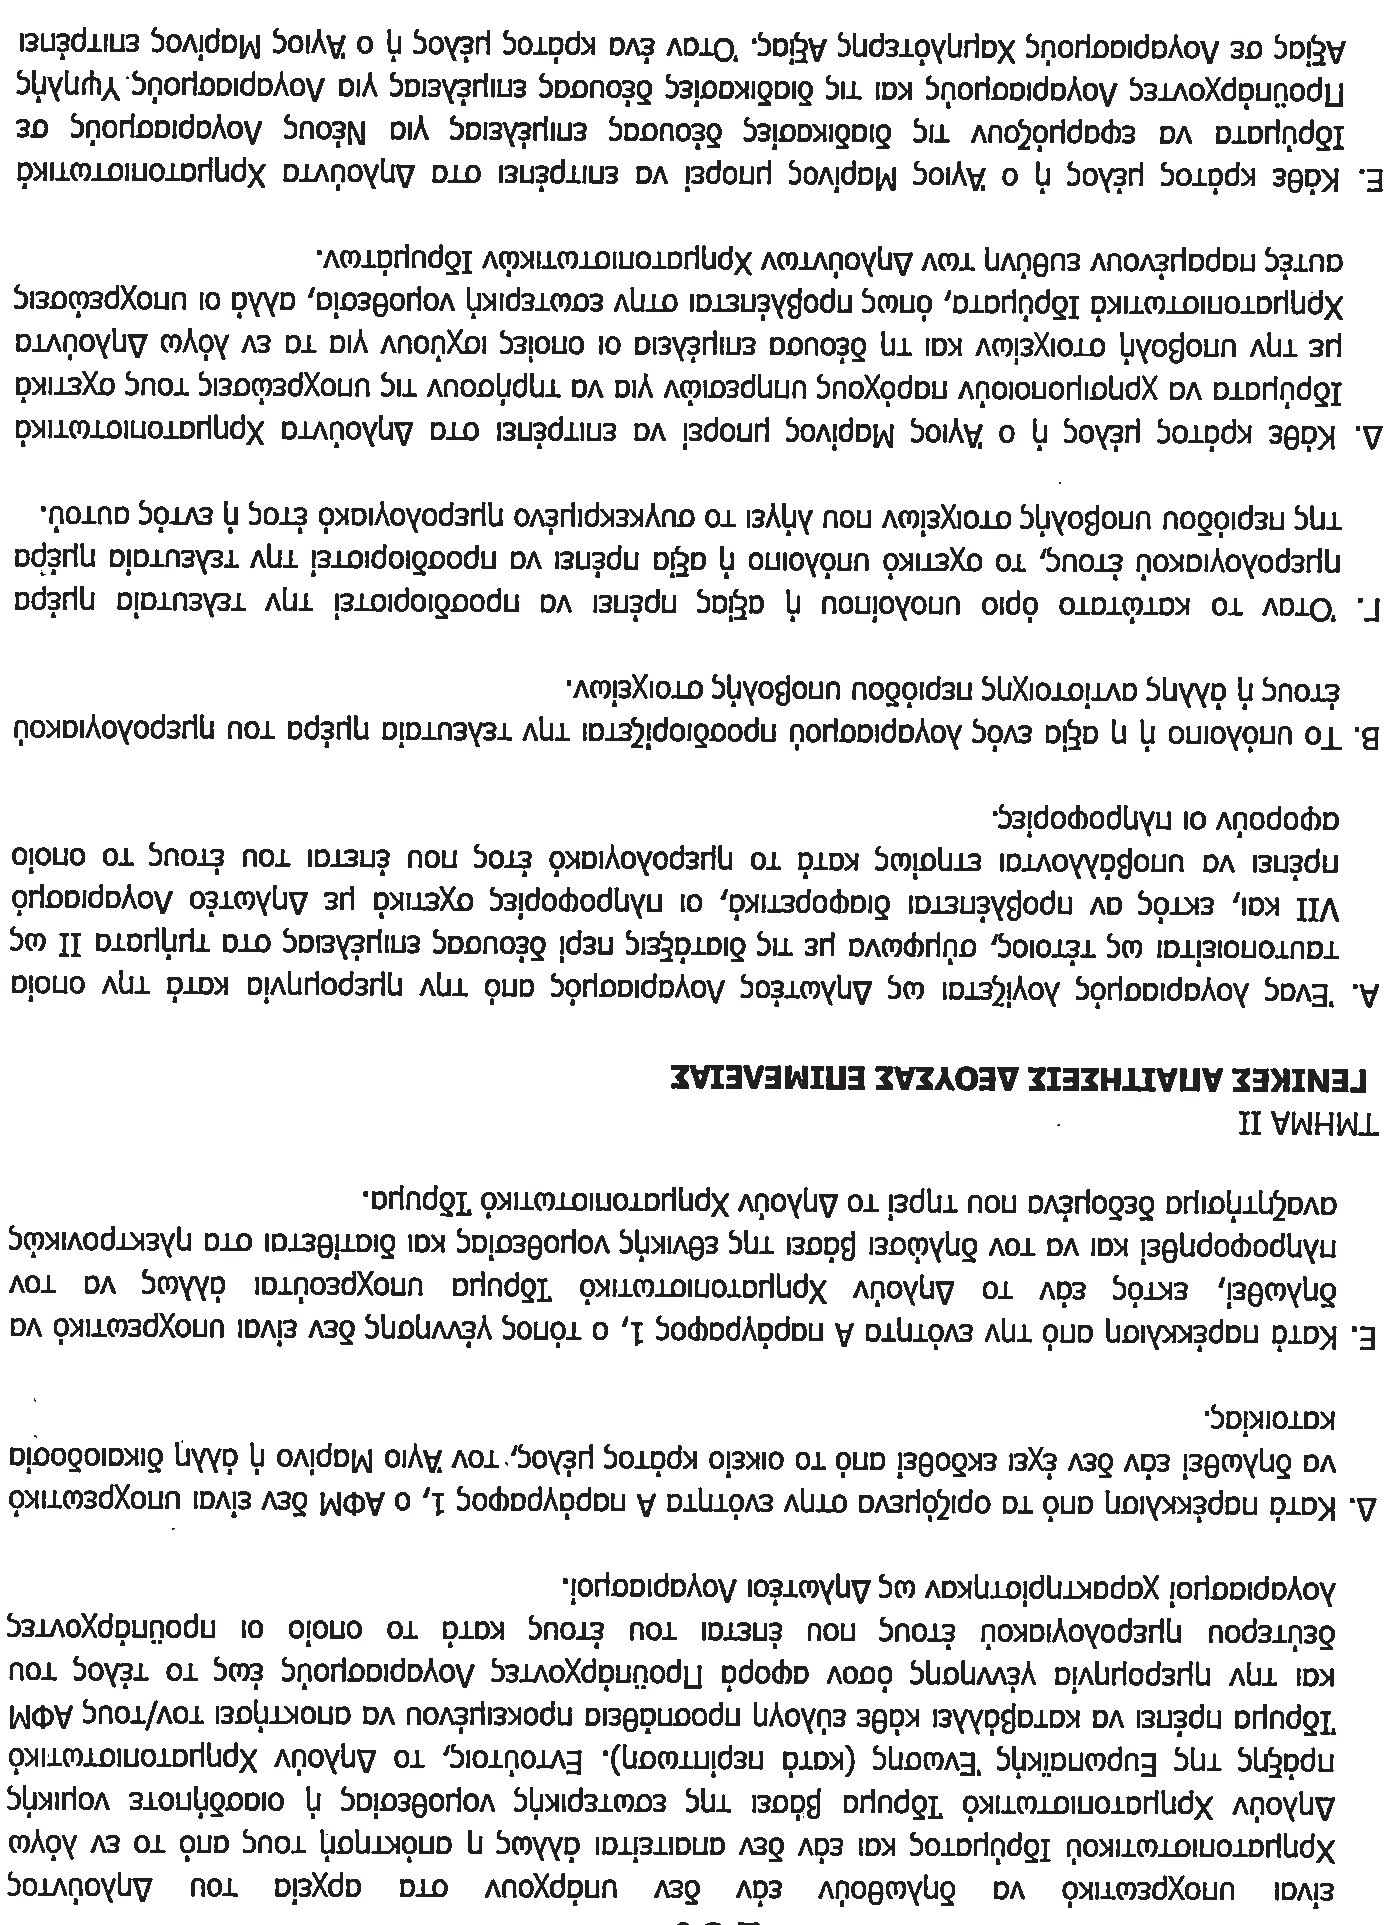 είναι υποχρεωτικό να δηλωθούν εάν δεν υπάρχουν στα αρχεία του Δηλούντος
Χρηματοπιστωτικού Ιδρύματος και εάν δεν απαιτείται άλλως η απόκτησή τους από το εν λόγω
Δηλούν Χρηματοπιστωτικό Ίδρυμα βάσει της εσωτερικής νομοθεσίας ή οιασδήποτε νομικής
πράξης της Ευρωπαϊκής Ένωσης (κατά περίπτωση). Εντούτοις, το Δηλούν Χρηματοπιστωτικό
Ίδρυμα πρέπει να καταβάλλει κάθε εύλογη προσπάθεια προκειμένου να αποκτήσει τον/τους ΑΦΜ
και την ημερομηνία γέννησης όσον αφορά Προϋπάρχοντες Λογαριασμούς έως το τέλος του
δεύτερου ημερολογιακού έτους που έπεται του έτους κατά το οποίο οι προϋπάρχοντες
λογαριασμοί χαρακτηρίστηκαν ως Δηλωτέοι Λογαριασμοί.
Δ. Κατά παρέκκλιση από τα οριζόμενα στην ενότητα Α παράγραφος 1, ο ΑΦΜ δεν είναι υποχρεωτικό
να δηλωθεί εάν δεν έχει εκδοθεί από το οικείο κράτος μέλος, τον Άγιο Μαρίνο ή άλλη δικαιοδοσία
κατοικίας.
Ε. Κατά παρέκκλιση από την ενότητα Α παράγραφος 1, ο τόπος γέννησης δεν είναι υποχρεωτικό να
δηλωθεί, εκτός εάν το Δηλούν Χρηματοπιστωτικό Ίδρυμα υποχρεούται άλλως να τον
πληροφορηθεί και να τον δηλώσει βάσει της εθνικής νομοθεσίας και διατίθεται στα ηλεκτρονικώς
αναζητήσιμα δεδομένα που τηρεί το Δηλούν Χρηματοπιστωτικό Ίδρυμα.
ΤΜΗΜΑ II
ΓΕΝΙΚΕΣ ΑΠΑΙΤΗΣΕΙΣ ΔΕΟΥΣΑΣ ΕΠΙΜΕΛΕΙΑΣ
Α. Ένας λογαριασμός λογίζεται ως Δηλωτέος Λογαριασμός από την ημερομηνία κατά την οποία
ταυτοποιείται ως τέτοιος, σύμφωνα με τις διατάξεις περί δέουσας επιμέλειας στα τμήματα II ως
VII και, εκτός αν προβλέπεται διαφορετικά, οι πληροφορίες σχετικά με Δηλωτέο Λογαριασμό
πρέπει να υποβάλλονται ετησίως κατά το ημερολογιακό έτος που έπεται του έτους το οποίο
αφορούν οι πληροφορίες.
Β. Το υπόλοιπο ή η αξία ενός λογαριασμού προσδιορίζεται την τελευταία ημέρα του ημερολογιακού
έτους ή άλλης αντίστοιχης περιόδου υποβολής στοιχείων.
Γ. Όταν το κατώτατο όριο υπολοίπου ή αξίας πρέπει να προσδιοριστεί την τελευταία ημέρα
ημερολογιακού έτους, το σχετικό υπόλοιπο ή αξία πρέπει να προσδιοριστεί την τελευταία ημέρα
της περιόδου υποβολής στοιχείων που λήγει το συγκεκριμένο ημερολογιακό έτος ή εντός αυτού.
Δ. Κάθε κράτος μέλος ή ο Άγιος Μαρίνος μπορεί να επιτρέπει στα Δηλούντα Χρηματοπιστωτικά
Ιδρύματα να χρησιμοποιούν παρόχους υπηρεσιών για να τηρήσουν τις υποχρεώσεις τους σχετικά
με την υποβολή στοιχείων και τη δέουσα επιμέλεια οι οποίες ισχύουν για τα εν λόγω Δηλούντα
Χρηματοπιστωτικά Ιδρύματα, όπως προβλέπεται στην εσωτερική νομοθεσία, αλλά οι υποχρεώσεις
αυτές παραμένουν ευθύνη των Δηλούντων Χρηματοπιστωτικών Ιδρυμάτων.
Ε. Κάθε κράτος μέλος ή ο Άγιος Μαρίνος μπορεί να επιτρέπει στα Δηλούντα Χρηματοπιστωτικά
Ιδρύματα να εφαρμόζουν τις διαδικασίες δέουσας επιμέλειας για Νέους Λογαριασμούς σε
Προϋπάρχοντες Λογαριασμούς και τις διαδικασίες δέουσας επιμέλειας για Λογαριασμούς Υψηλής
Αξίας σε Λογαριασμούς Χαμηλότερης Αξίας. Όταν ένα κράτος μέλος ή ο Άγιος Μαρίνος επιτρέπει